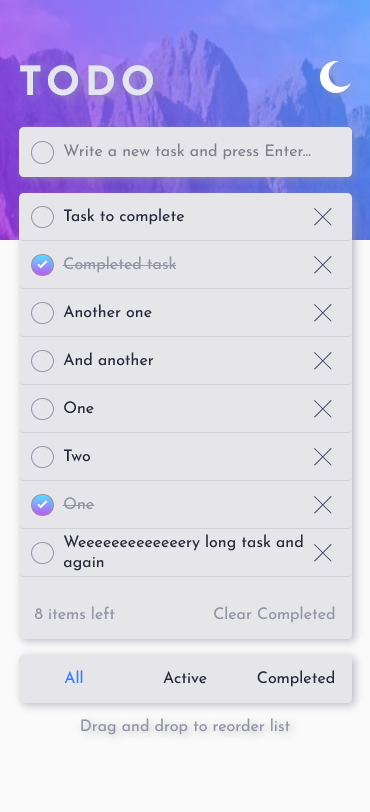 TODO
Write a new task and press Enter...
Task to complete
Completed task
Another one
And another
One
Two
One
Weeeeeeeeeeeeery long task and
again
8 items left
Clear Completed
All
Active
Completed
Drag and drop to reorder list